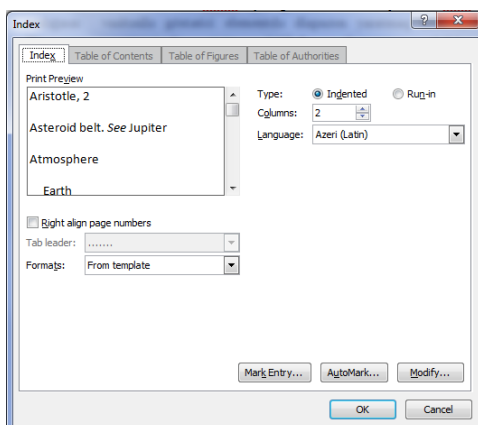 Index
Index Table of Contents Table of Figures Table of Authorities
Print Preview
Aristotle, 2
Asteroid belt. See Jupiter
Atmosphere
Earth
Type: Indented Run-in
Columns: 2
Language: Azeri (Latin)
Right align page numbers
Tab leader: .......
Formats: From template
Mark Entry... AutoMark... Modify...
OK Cancel